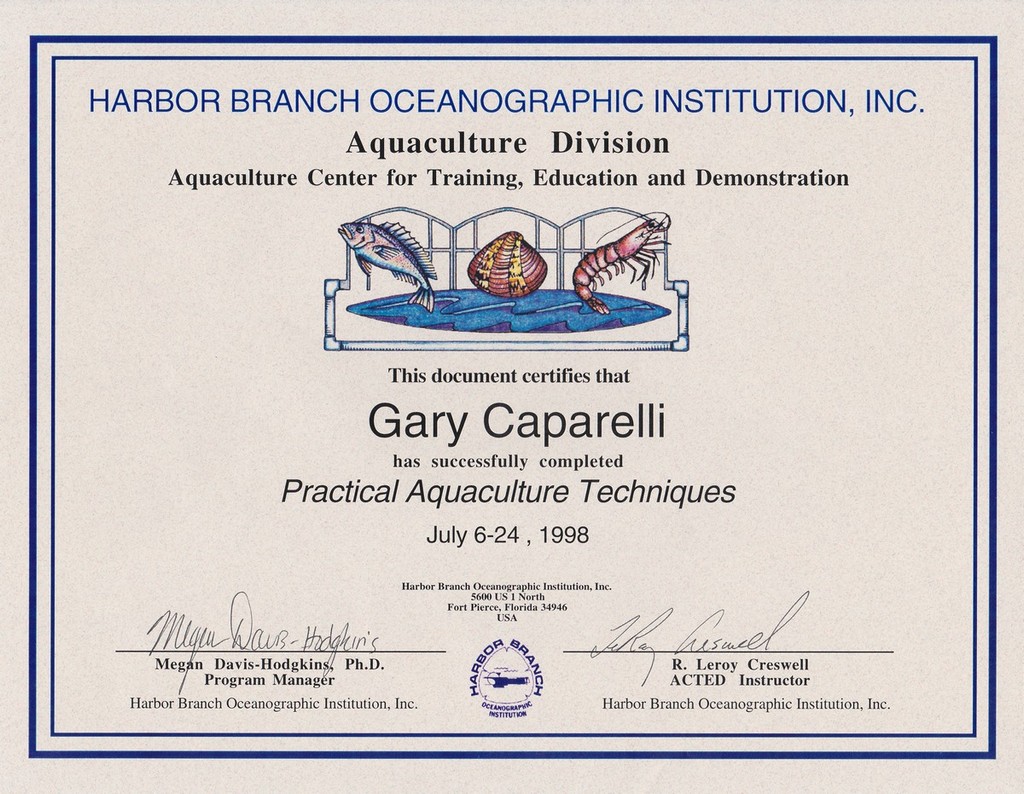 HARBOR BRANCH OCEANOGRAPHIC INSTITUTION, INC.
Aquaculture Division
Aquaculture Center for Training, Education and Demonstration
This document certifies that
Gary Caparelli
has successfully completed
Practical Aquaculture Techniques
July 6-24 , 1998
Harbor Branch Oceanographic Institution, Inc.
5600 US 1 North
Fort Pierce, Florida 34946
USA
Megan Davis-Hodgkins
Megan Davis-Hodgkins, Ph.D.
Program Manager
Harbor Branch Oceanographic Institution, Inc.
HARBOR BRANCH
OCEANOGRAPHIC
INSTITUTION
LeRoy Creswell
R. Leroy Creswell
ACTED Instructor
Harbor Branch Oceanographic Institution, Inc.